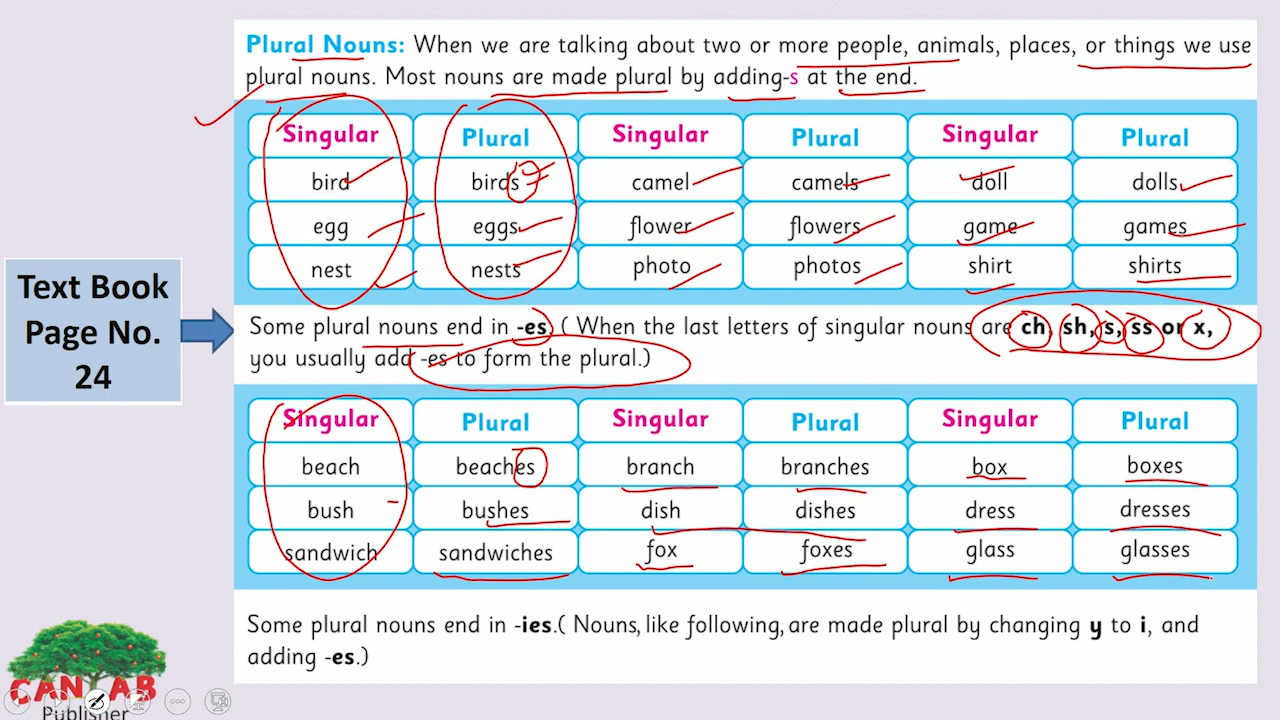 Plural Nouns: When we are talking about two or more people, animals, places, or things we use
plural nouns. Most nouns are made plural by adding-s at the end.
Singular Plural Singular Plural Singular Plural
bird birds camel camels doll dolls
egg eggs flower flowers game games
nest nests photo photos shirt shirts
Text Book
Page No.
24
Some plural nouns end in -es. ( When the last letters of singular nouns are ch, sh, s, ss or x,
you usually add -es to form the plural.)
Singular Plural Singular Plural Singular Plural
beach beaches branch branches box boxes
bush bushes dish dishes dress dresses
sandwich sandwiches fox foxes glass glasses
Some plural nouns end in -ies.( Nouns, like following, are made plural by changing y to i, and
adding -es.)
CANTAB
Publisher